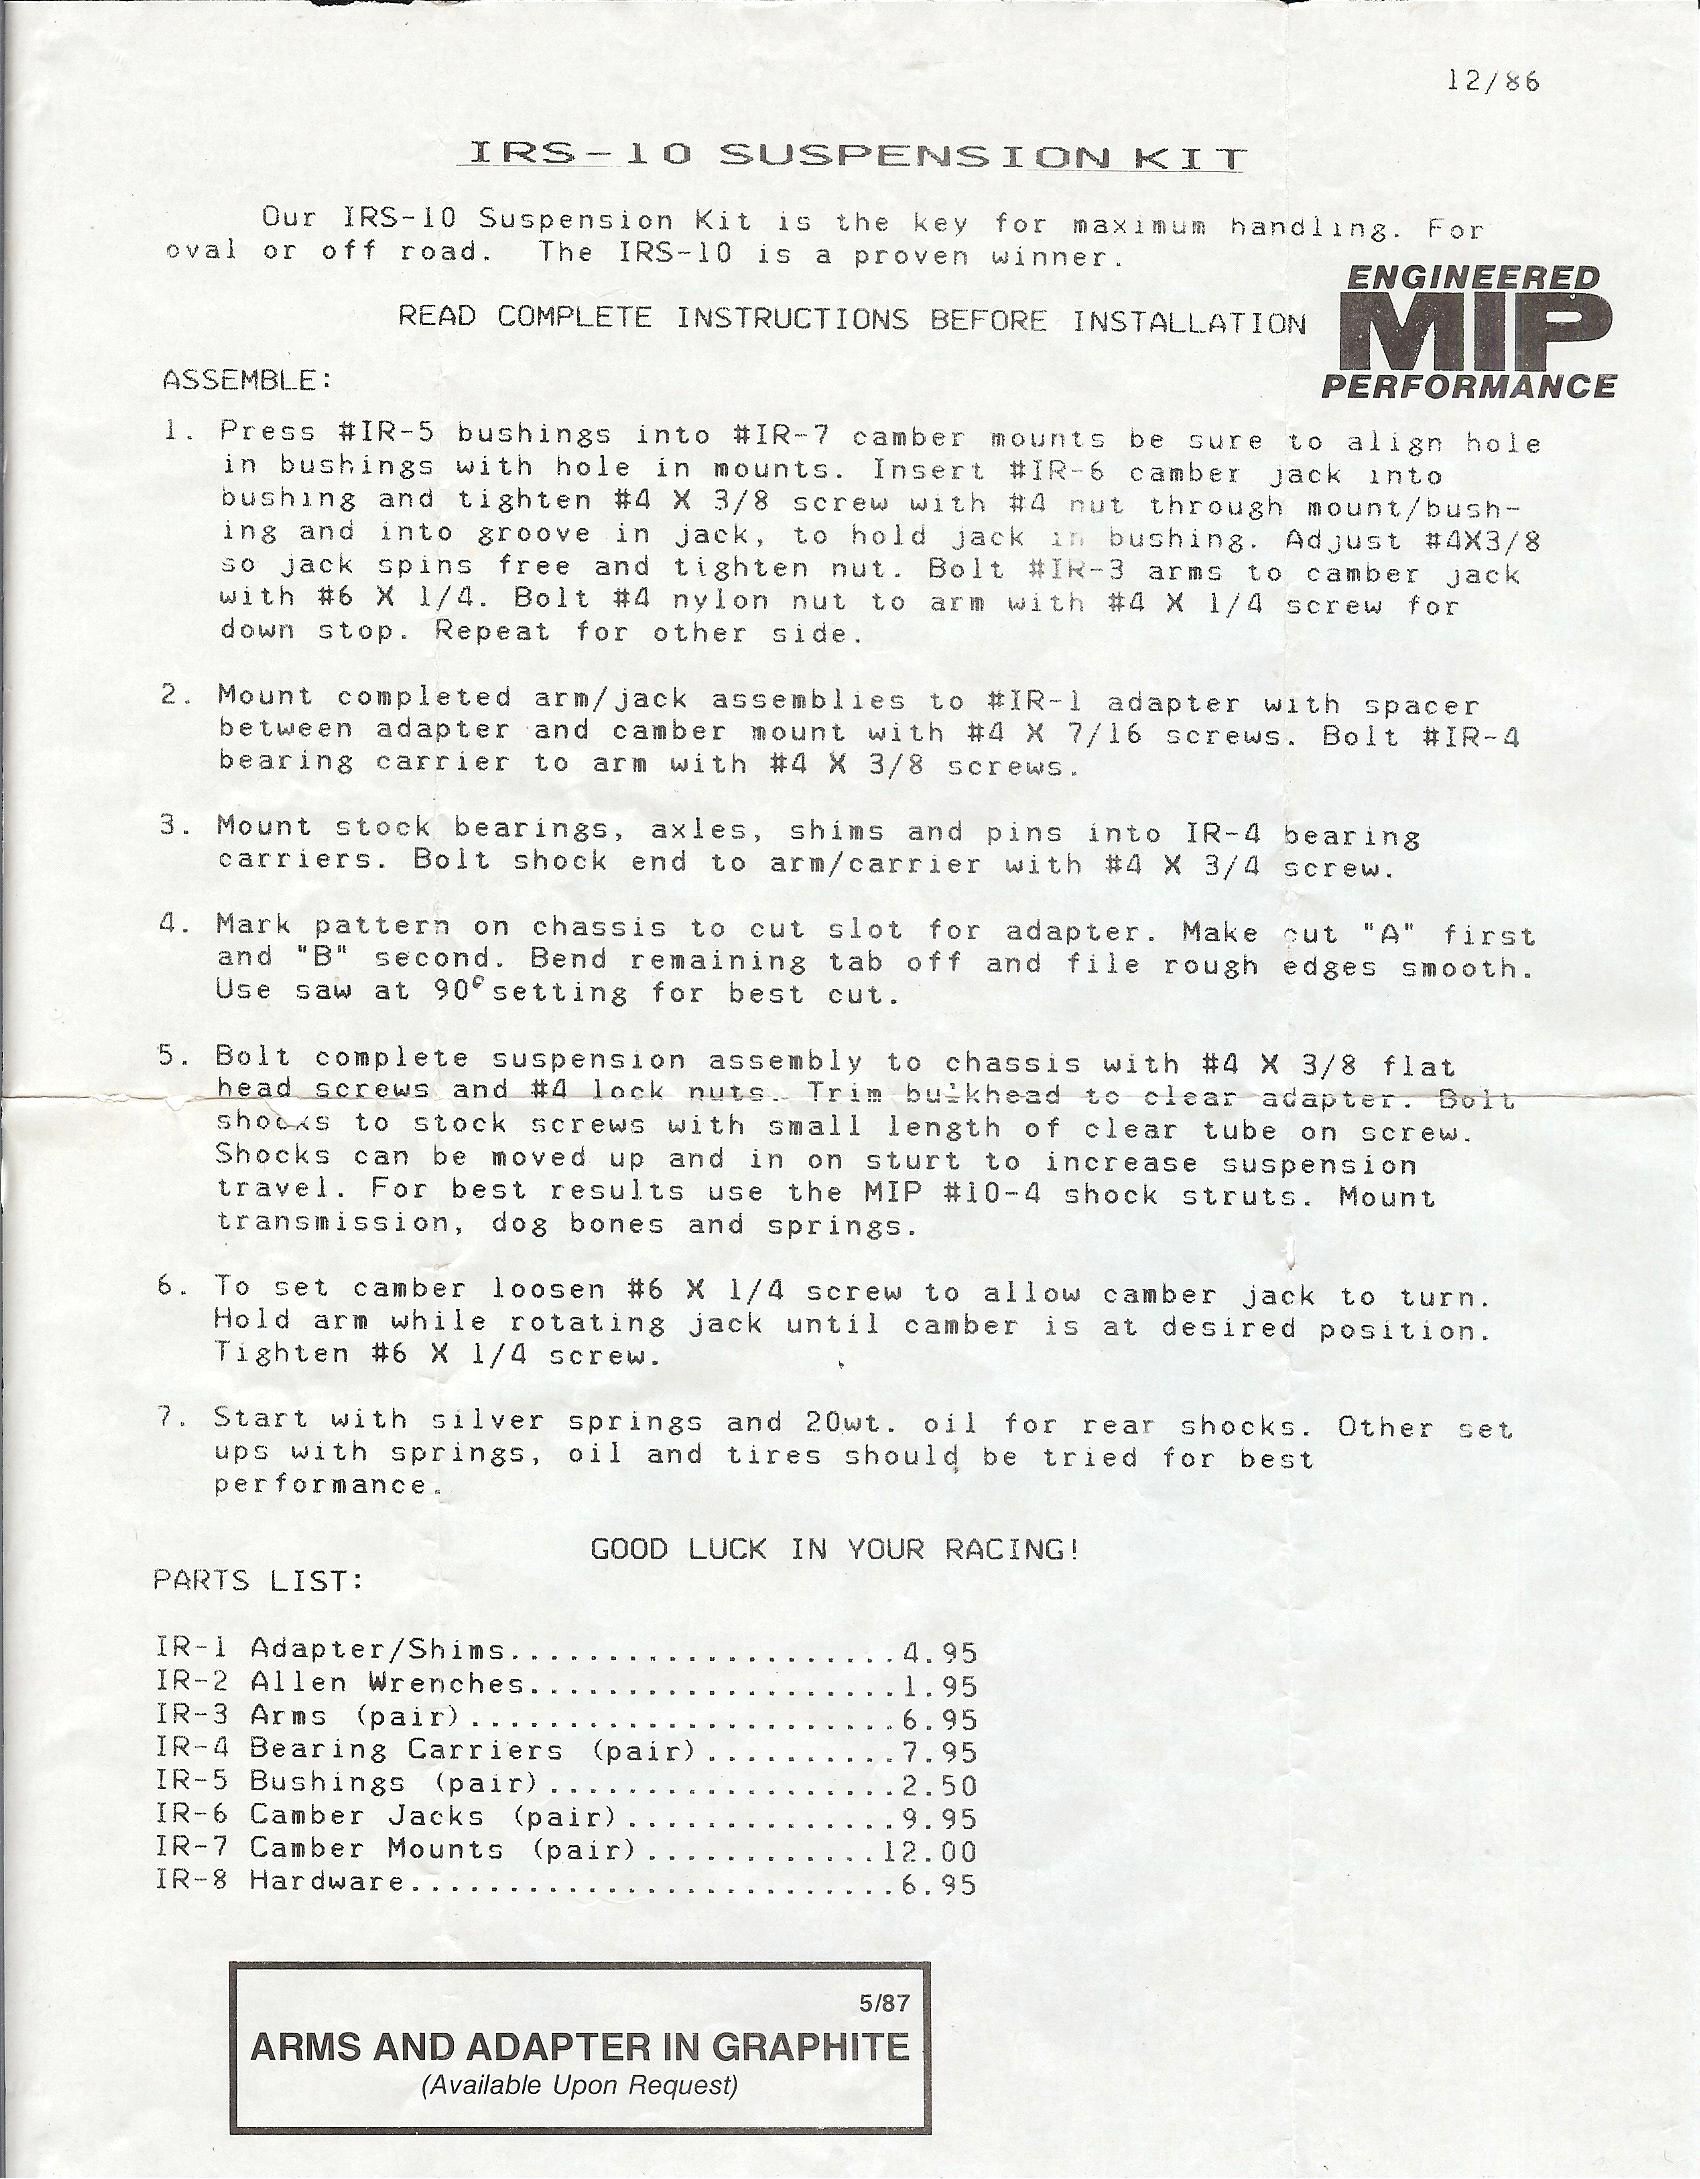 12/86
IRS-10 SUSPENSION KIT
Our IRS-10 Suspension Kit is the key for maximum handling. For
oval or off road.  The IRS-10 is a proven winner.
READ COMPLETE INSTRUCTIONS BEFORE INSTALLATION
ENGINEERED
MIP
PERFORMANCE
ASSEMBLE:
1. Press #IR-5 bushings into #IR-7 camber mounts be sure to align hole
in bushings with hole in mounts. Insert #IR-6 camber jack into
bushing and tighten #4 X 3/8 screw with #4 nut through mount/bush-
ing and into groove in jack, to hold jack in bushing. Adjust #4X3/8
so jack spins free and tighten nut. Bolt #IR-3 arms to camber jack
with #6 X 1/4. Bolt #4 nylon nut to arm with #4 X 1/4 screw for
down stop. Repeat for other side.
2. Mount completed arm/jack assemblies to #IR-1 adapter with spacer
between adapter and camber mount with #4 X 7/16 screws. Bolt #IR-4
bearing carrier to arm with #4 X 3/8 screws.
3. Mount stock bearings, axles, shims and pins into IR-4 bearing
carriers. Bolt shock end to arm/carrier with #4 X 3/4 screw.
4. Mark pattern on chassis to cut slot for adapter. Make cut "A" first
and "B" second. Bend remaining tab off and file rough edges smooth.
Use saw at 90° setting for best cut.
5. Bolt complete suspension assembly to chassis with #4 X 3/8 flat
head screws and #4 lock nuts. Trim bulkhead to clear adapter. Bolt
shocks to stock screws with small length of clear tube on screw.
Shocks can be moved up and in on sturt to increase suspension
travel. For best results use the MIP #10-4 shock struts. Mount
transmission, dog bones and springs.
6. To set camber loosen #6 X 1/4 screw to allow camber jack to turn.
Hold arm while rotating jack until camber is at desired position.
Tighten #6 X 1/4 screw.
7. Start with silver springs and 20wt. oil for rear shocks. Other set
ups with springs, oil and tires should be tried for best
performance.
GOOD LUCK IN YOUR RACING!
PARTS LIST:
IR-1 Adapter/Shims....................4.95
IR-2 Allen Wrenches...................1.95
IR-3 Arms (pair)......................6.95
IR-4 Bearing Carriers (pair)..........7.95
IR-5 Bushings (pair)..................2.50
IR-6 Camber Jacks (pair)..............9.95
IR-7 Camber Mounts (pair)............12.00
IR-8 Hardware.........................6.95
5/87
ARMS AND ADAPTER IN GRAPHITE
(Available Upon Request)